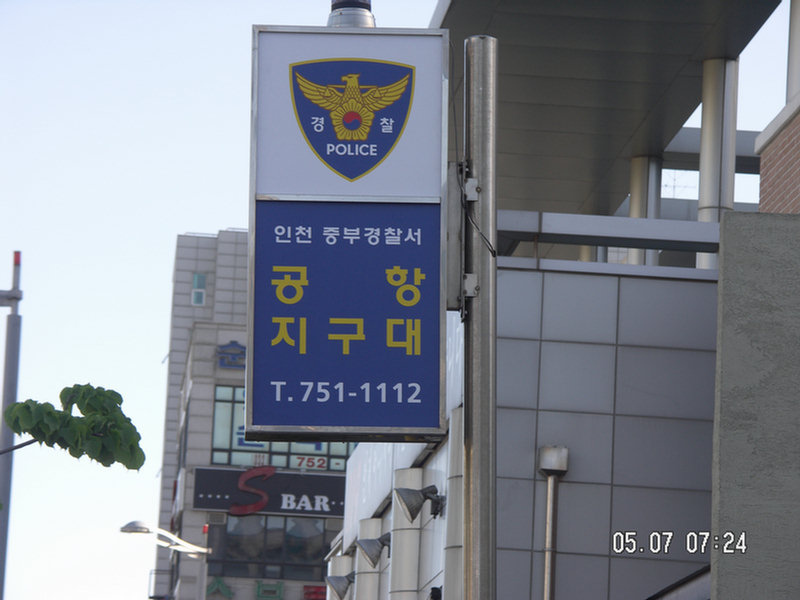 경 찰
POLICE
인천 중부경찰서
공 항
지구대
T. 751-1112
752-
S BAR
05.07 07:24